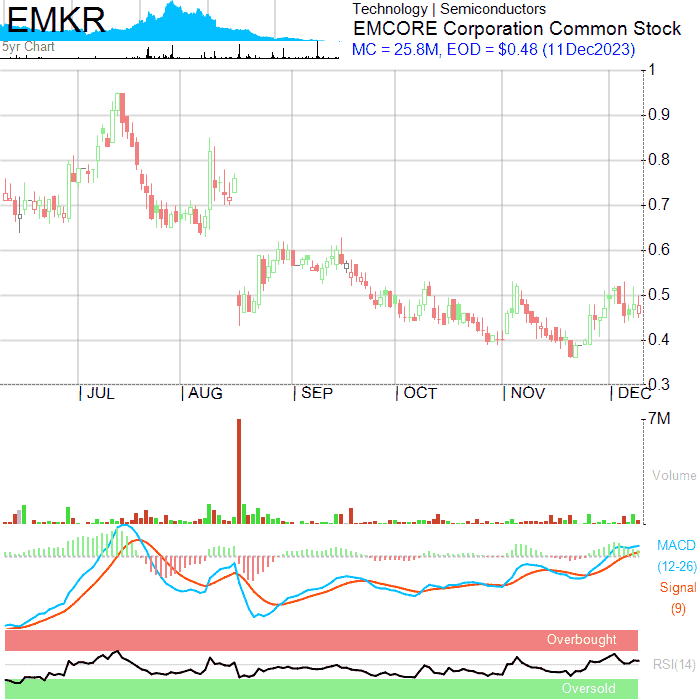 EMKR
5yr Chart
Technology | Semiconductors
EMCORE Corporation Common Stock
MC = 25.8M, EOD = $0.48 (11Dec2023)
1
0.9
0.8
0.7
0.6
0.5
0.4
0.3
| JUL | AUG | SEP | OCT | NOV | DEC
7M
Volume
MACD
(12-26)
Signal
(9)
Overbought
RSI(14)
Oversold